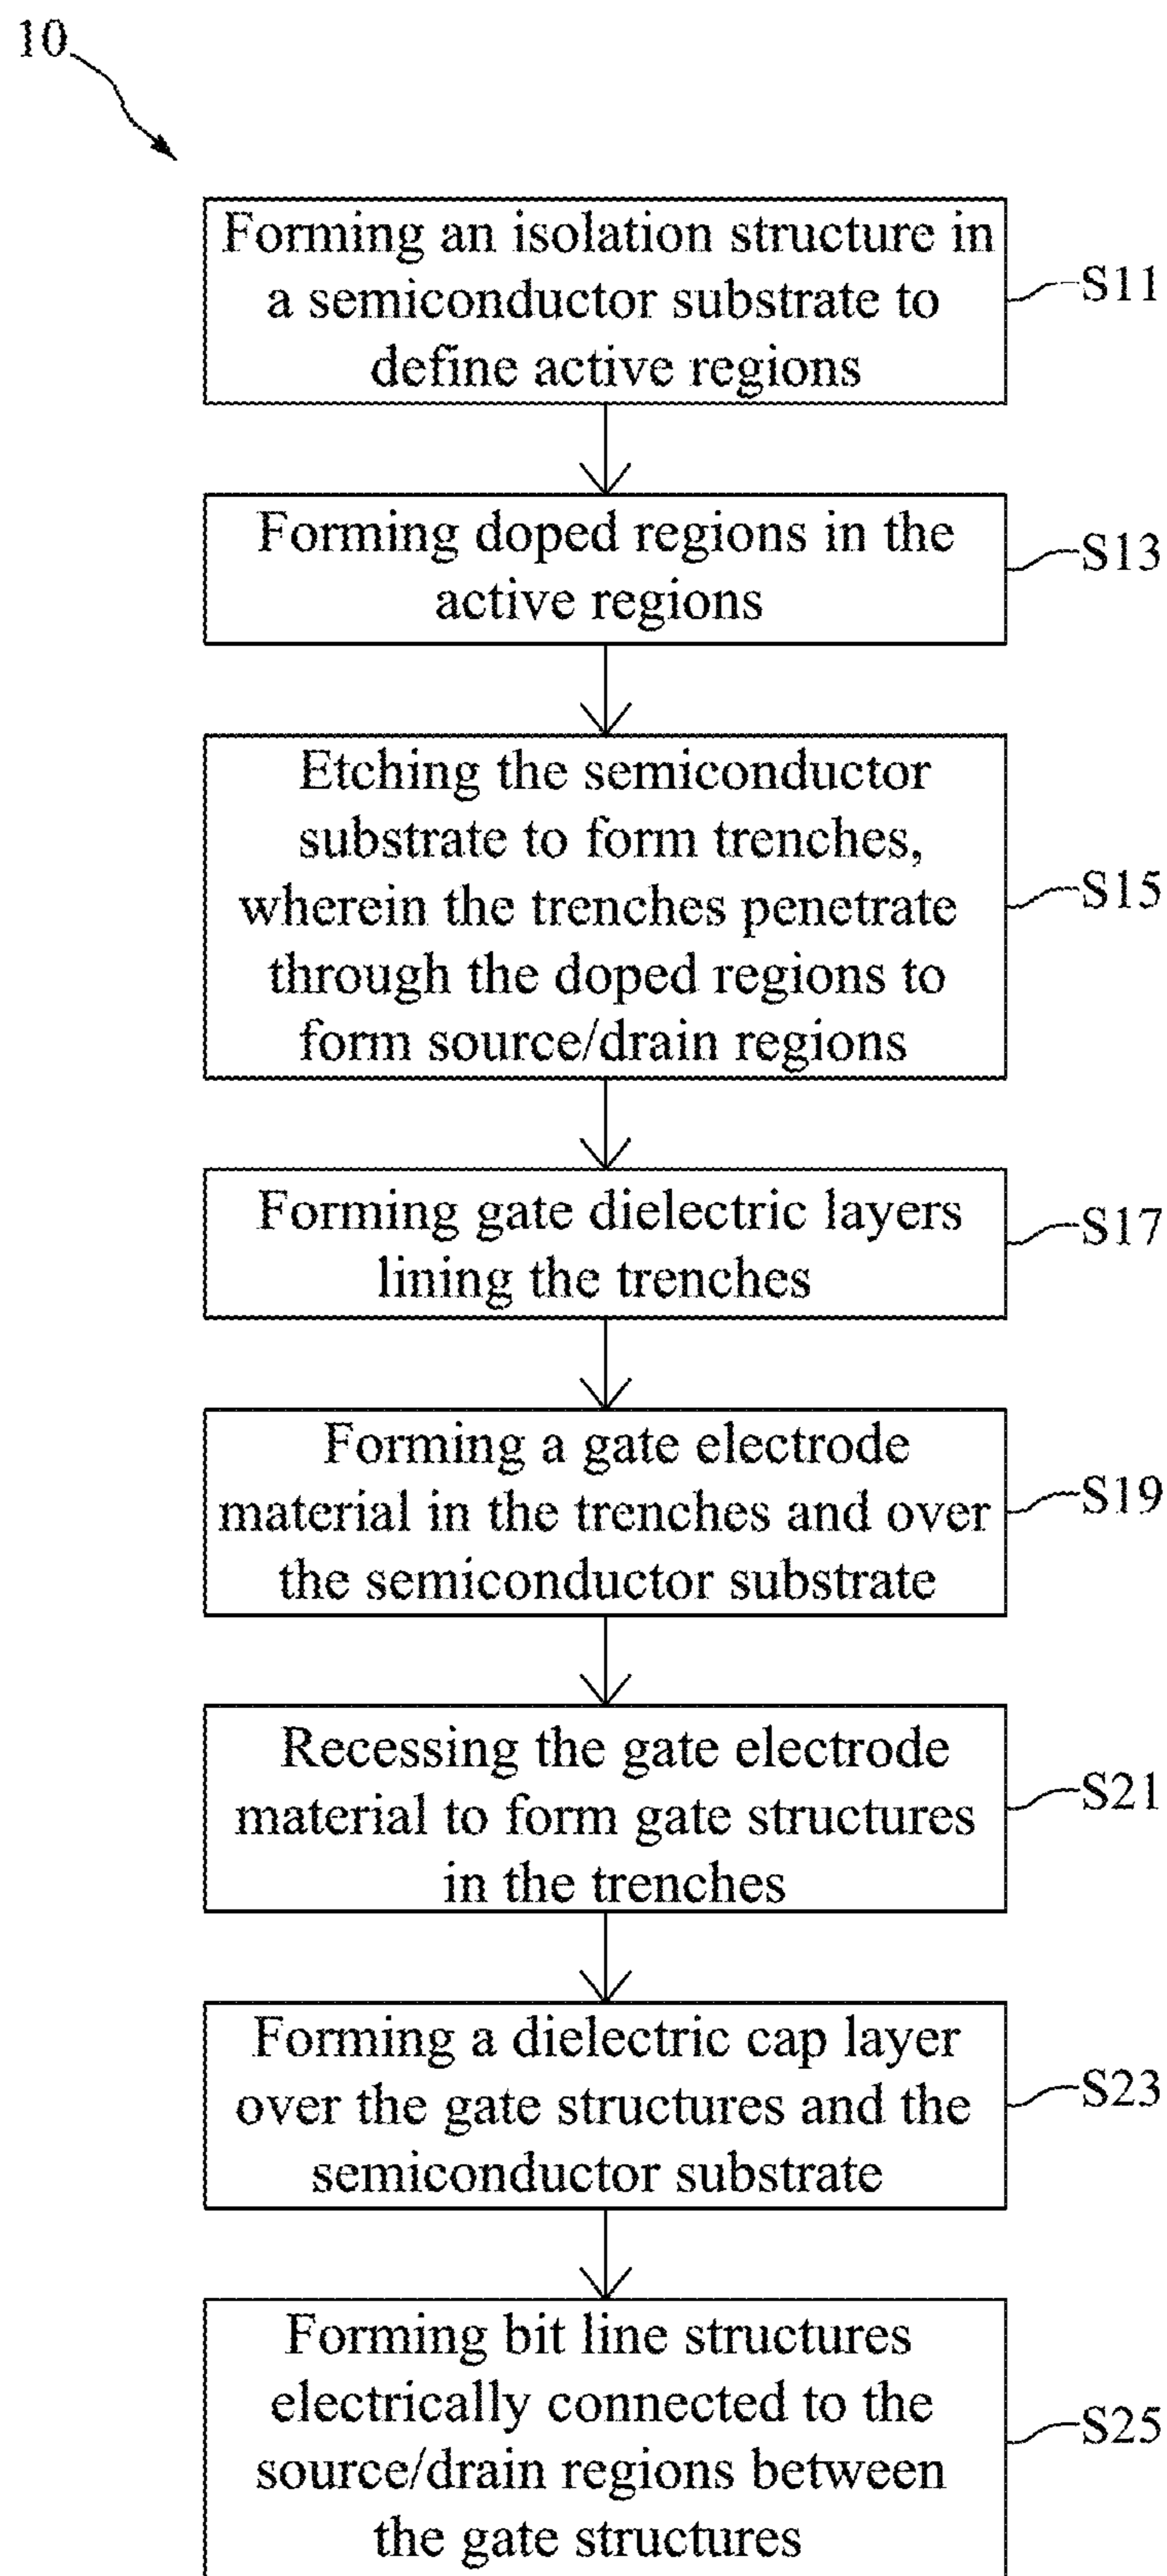 10
Forming an isolation structure in
a semiconductor substrate to
define active regions
S11
Forming doped regions in the
active regions
S13
Etching the semiconductor
substrate to form trenches,
wherein the trenches penetrate
through the doped regions to
form source/drain regions
S15
Forming gate dielectric layers
lining the trenches
S17
Forming a gate electrode
material in the trenches and over
the semiconductor substrate
S19
Recessing the gate electrode
material to form gate structures
in the trenches
S21
Forming a dielectric cap layer
over the gate structures and the
semiconductor substrate
S23
Forming bit line structures
electrically connected to the
source/drain regions between
the gate structures
S25